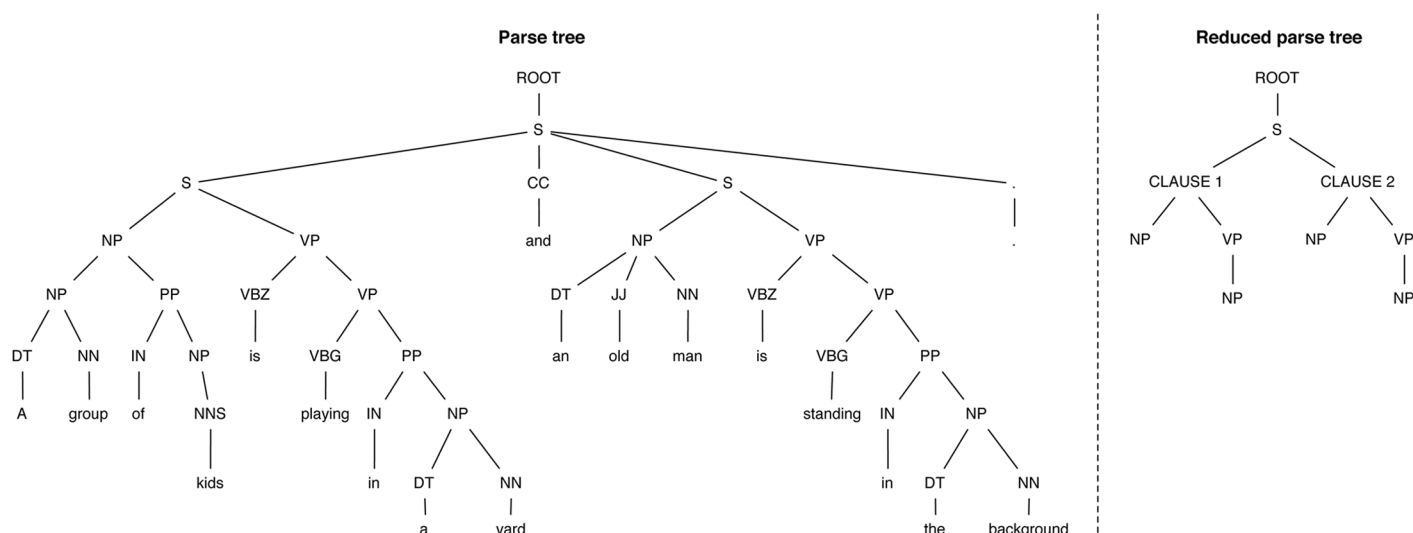 Parse tree Reduced parse tree
ROOT ROOT
S S
S CC S . CLAUSE 1 CLAUSE 2
NP VP and NP VP . NP VP NP VP
NP PP VBZ VP DT JJ NN VBZ VP NP NP
DT NN IN NP is VBG PP an old man is VBG PP
A group of NNS playing IN NP standing IN NP
kids in DT NN in DT NN
a yard the background